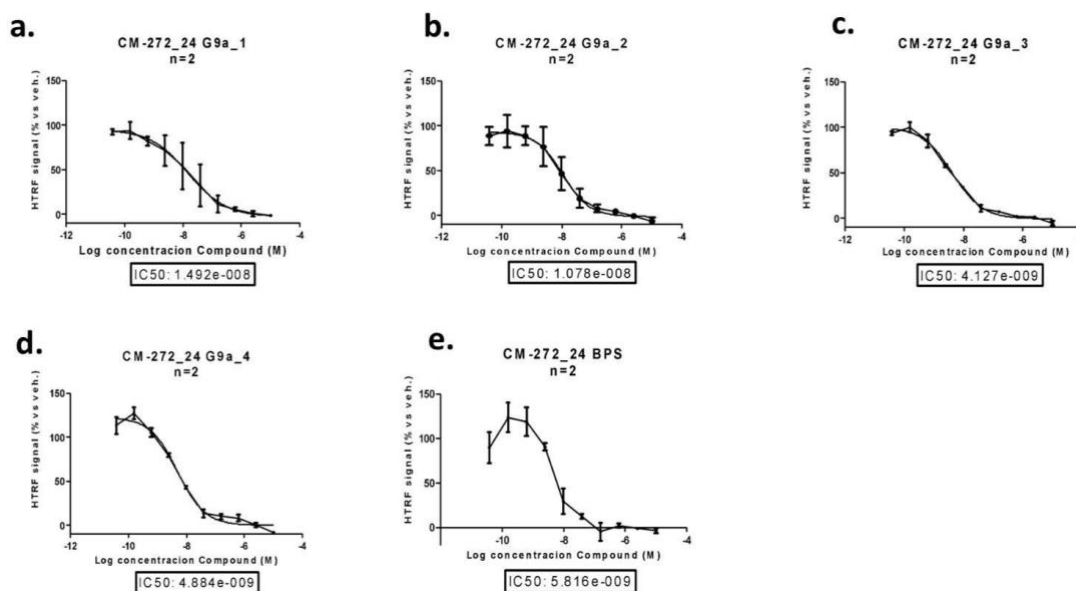 a.
CM-272_24 G9a_1
n=2
HTRF signal (% vs veh.)
150
100
50
0
-12
-10
-8
-6
-4
Log concentracion Compound (M)
IC50: 1.492e-008
b.
CM-272_24 G9a_2
n=2
HTRF signal (% vs veh.)
150
100
50
0
-12
-10
-8
-6
-4
Log concentracion Compound (M)
IC50: 1.078e-008
c.
CM-272_24 G9a_3
n=2
HTRF signal (% vs veh.)
150
100
50
0
-12
-10
-8
-6
-4
Log concentracion Compound (M)
IC50: 4.127e-009
d.
CM-272_24 G9a_4
n=2
HTRF signal (% vs veh.)
150
100
50
0
-12
-10
-8
-6
-4
Log concentracion Compound (M)
IC50: 4.884e-009
e.
CM-272_24 BPS
n=2
HTRF signal (% vs veh.)
150
100
50
0
-10
-8
-6
-4
Log concentracion Compound (M)
IC50: 5.816e-009